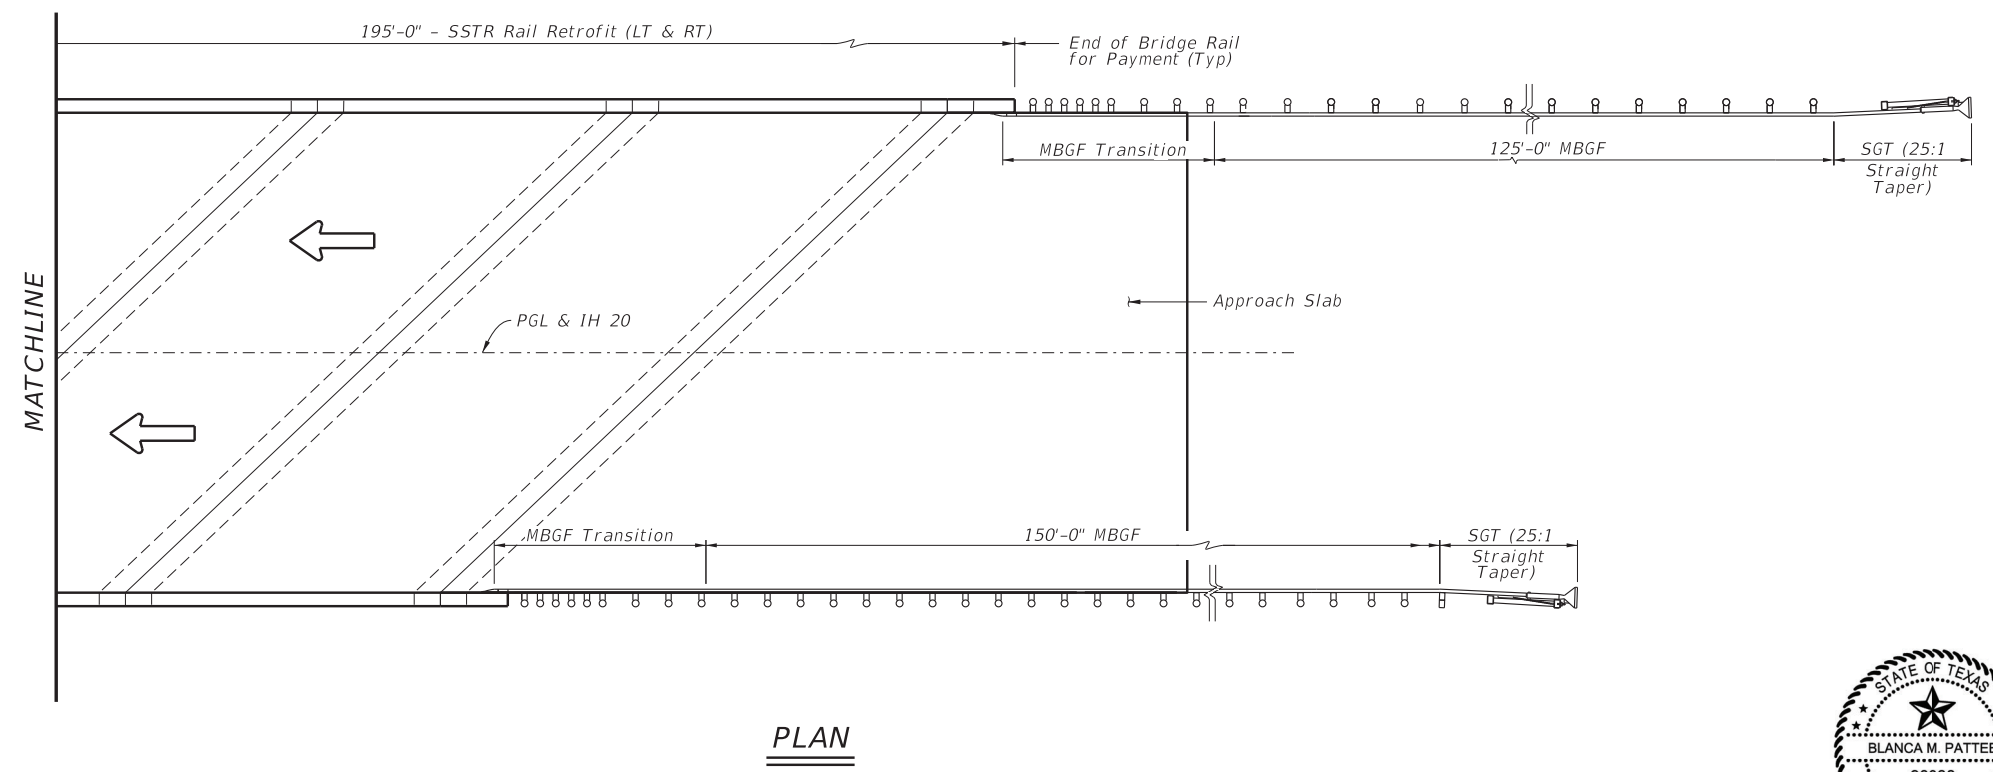 195'-0" - SSTR Rail Retrofit (LT & RT)
End of Bridge Rail
for Payment (Typ)
MBGF Transition
125'-0" MBGF
SGT (25:1
Straight
Taper)
MATCHLINE
Approach Slab
PGL & IH 20
MBGF Transition
150'-0" MBGF
SGT (25:1
Straight
Taper)
PLAN
STATE OF TEXAS
BLANCA M. PATTEE